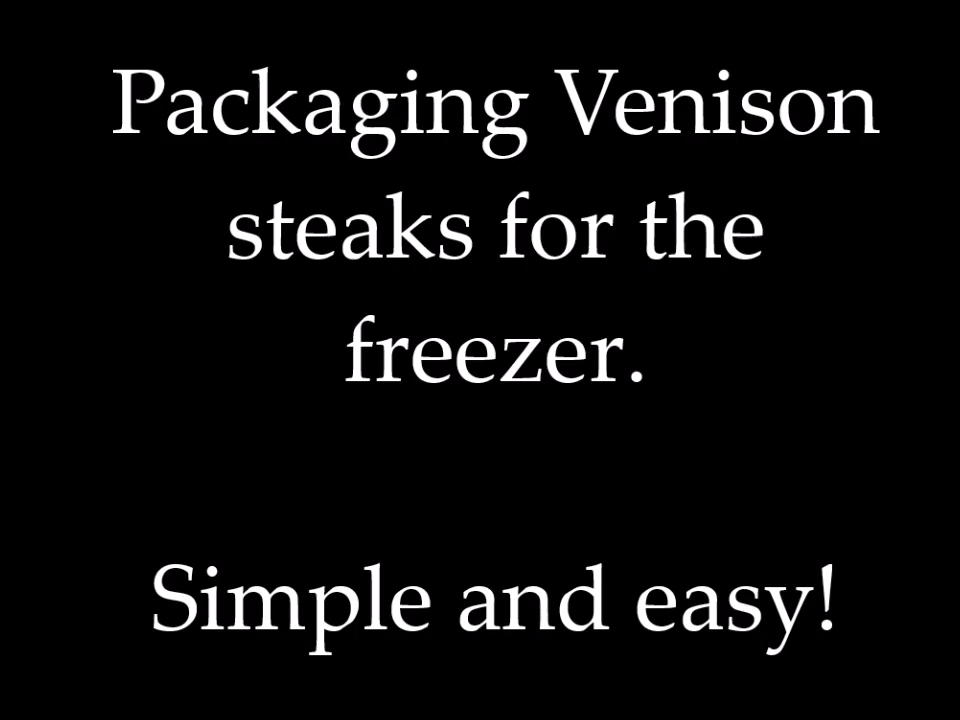 Packaging Venison
steaks for the
freezer.
Simple and easy!